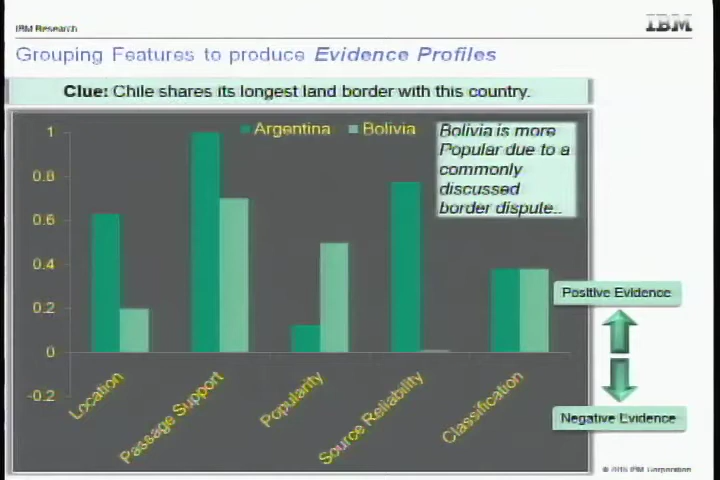 IBM Research
IBM
Grouping Features to produce Evidence Profiles
Clue: Chile shares its longest land border with this country.
Argentina Bolivia
Bolivia is more
Popular due to a
commonly
discussed
border dispute..
1
0.8
0.6
0.4
0.2
0
-0.2
Location
Passage Support
Popularity
Source Reliability
Classification
Positive Evidence
Negative Evidence
IBM Corporation